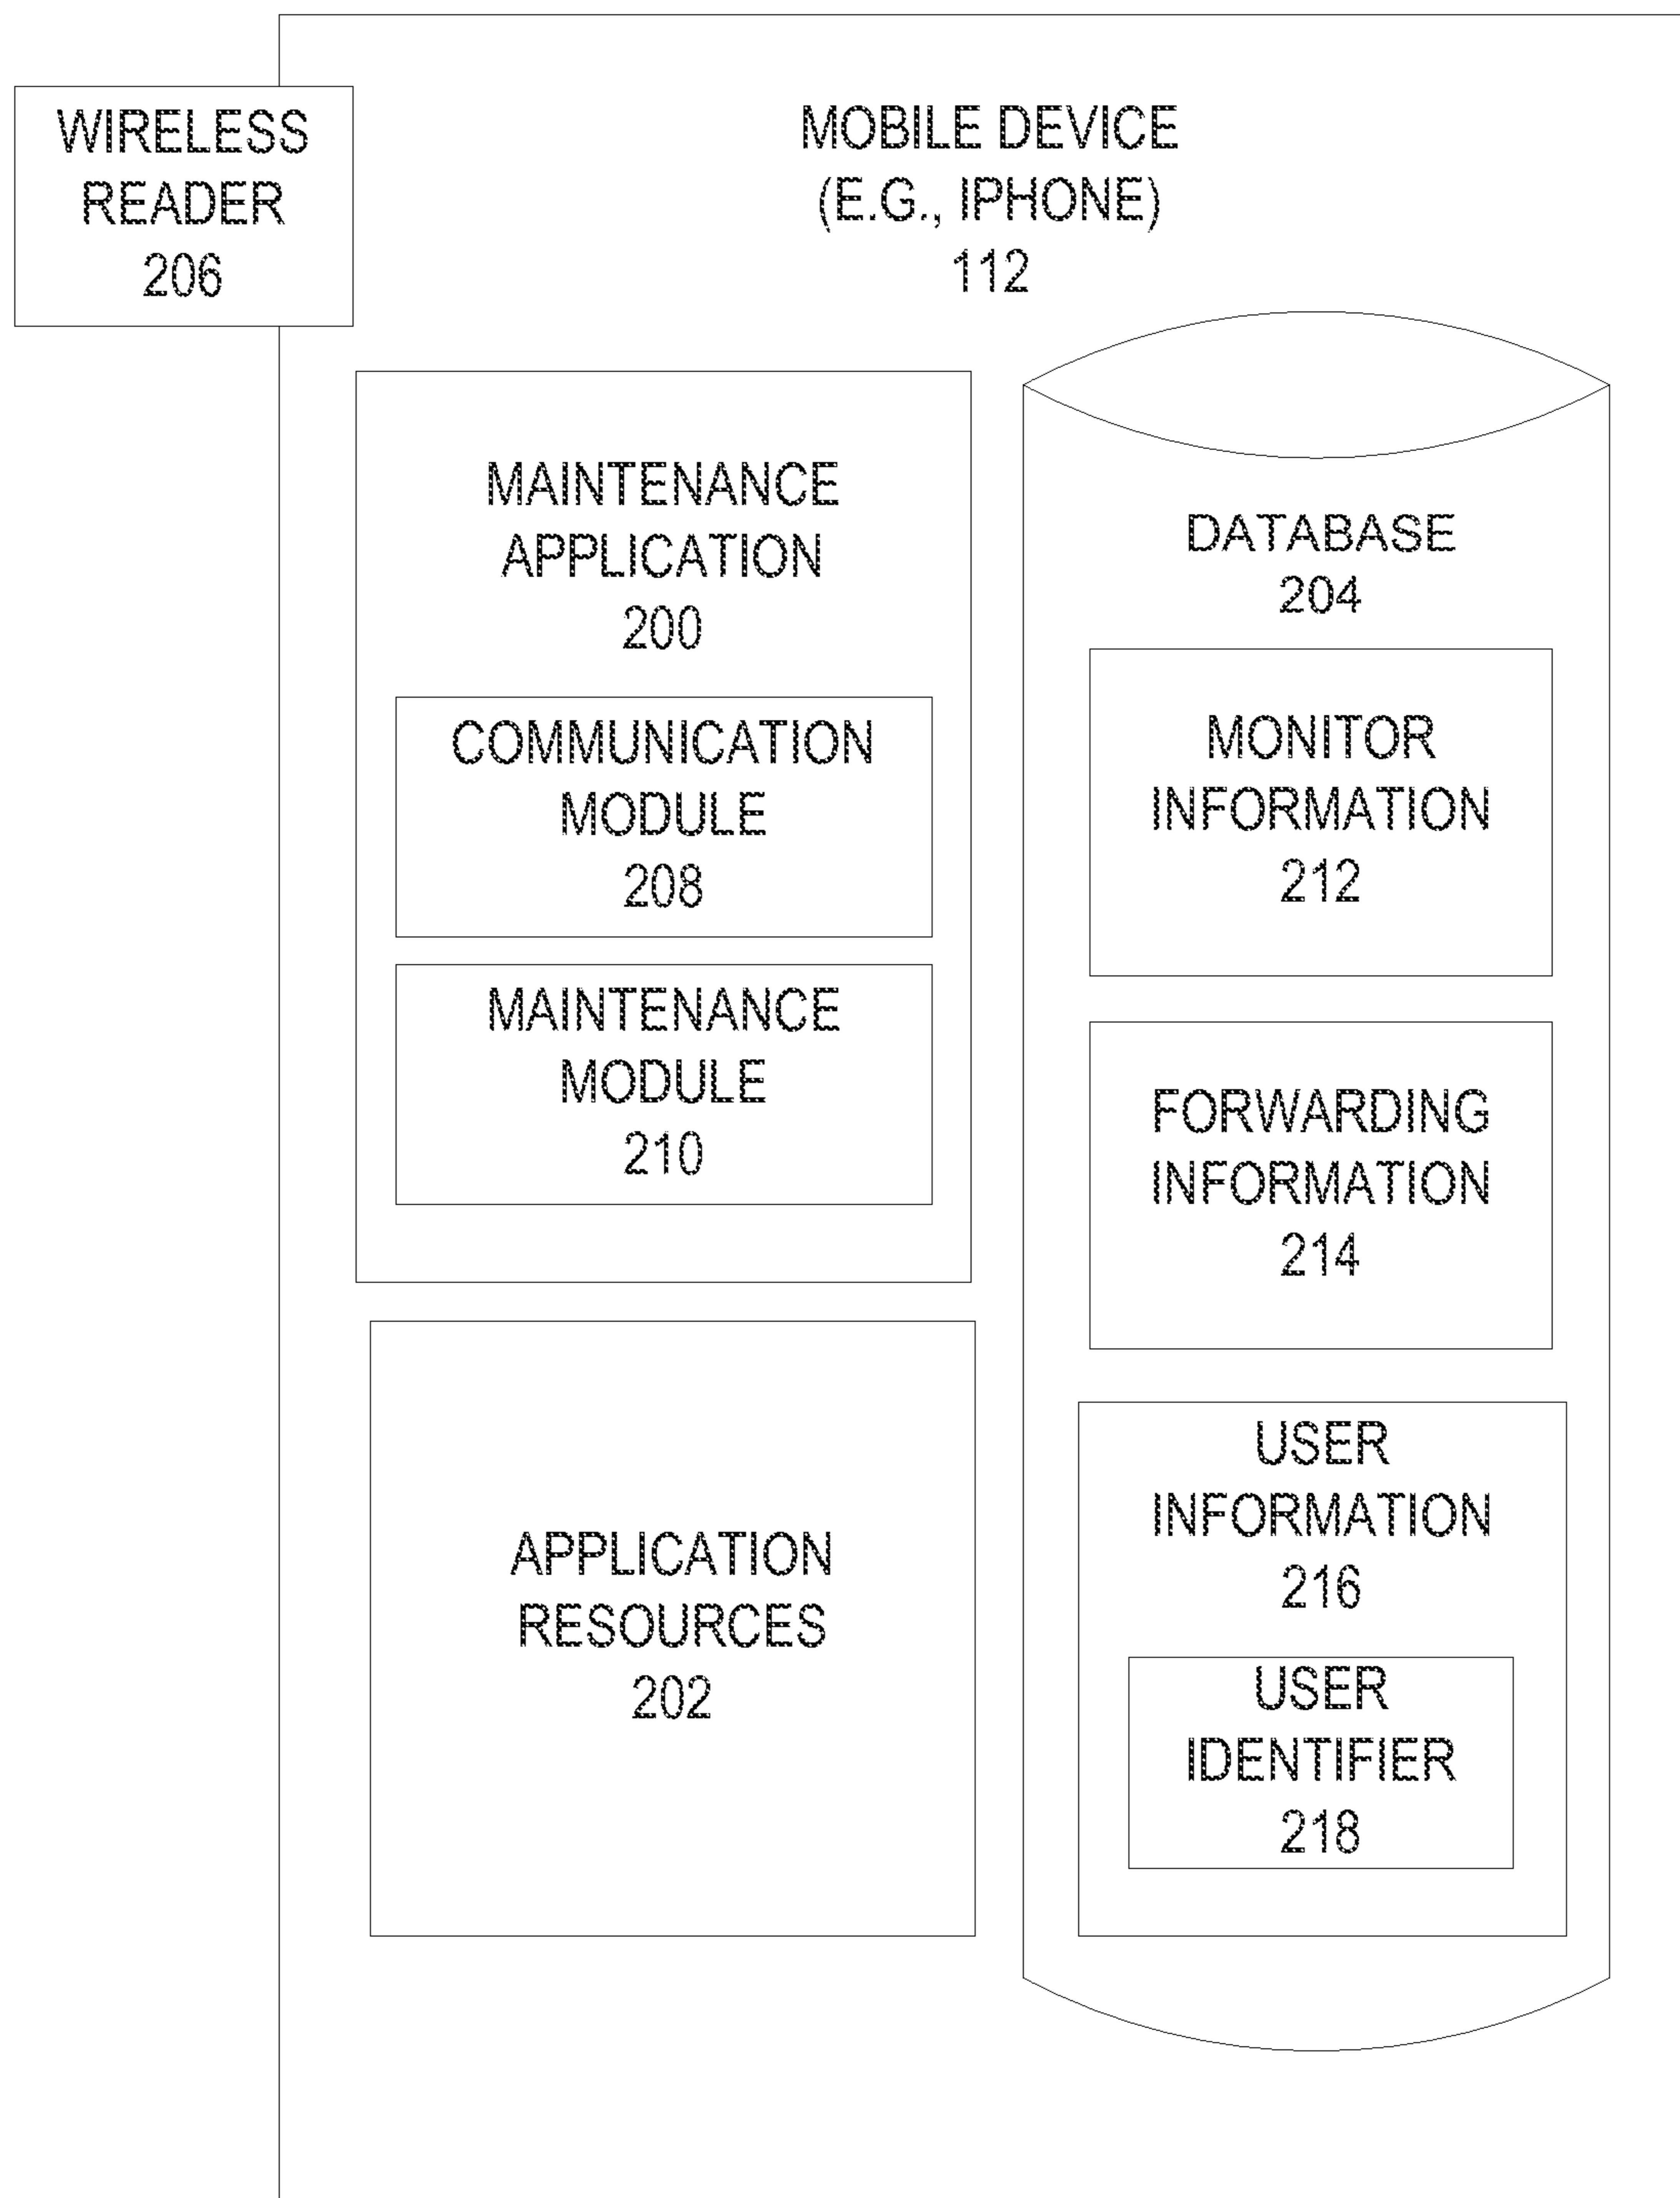 WIRELESS
READER
206
MOBILE DEVICE
(E.G., IPHONE)
112
MAINTENANCE
APPLICATION
200
COMMUNICATION
MODULE
208
MAINTENANCE
MODULE
210
APPLICATION
RESOURCES
202
DATABASE
204
MONITOR
INFORMATION
212
FORWARDING
INFORMATION
214
USER
INFORMATION
216
USER
IDENTIFIER
218